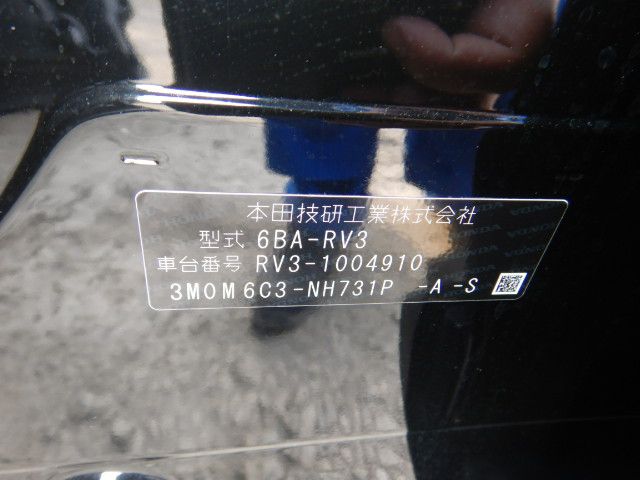 本田技研工業株式会社
型式 6BA-RV3
車台番号 RV3-1004910
3M0M6C3-NH731P -A-S